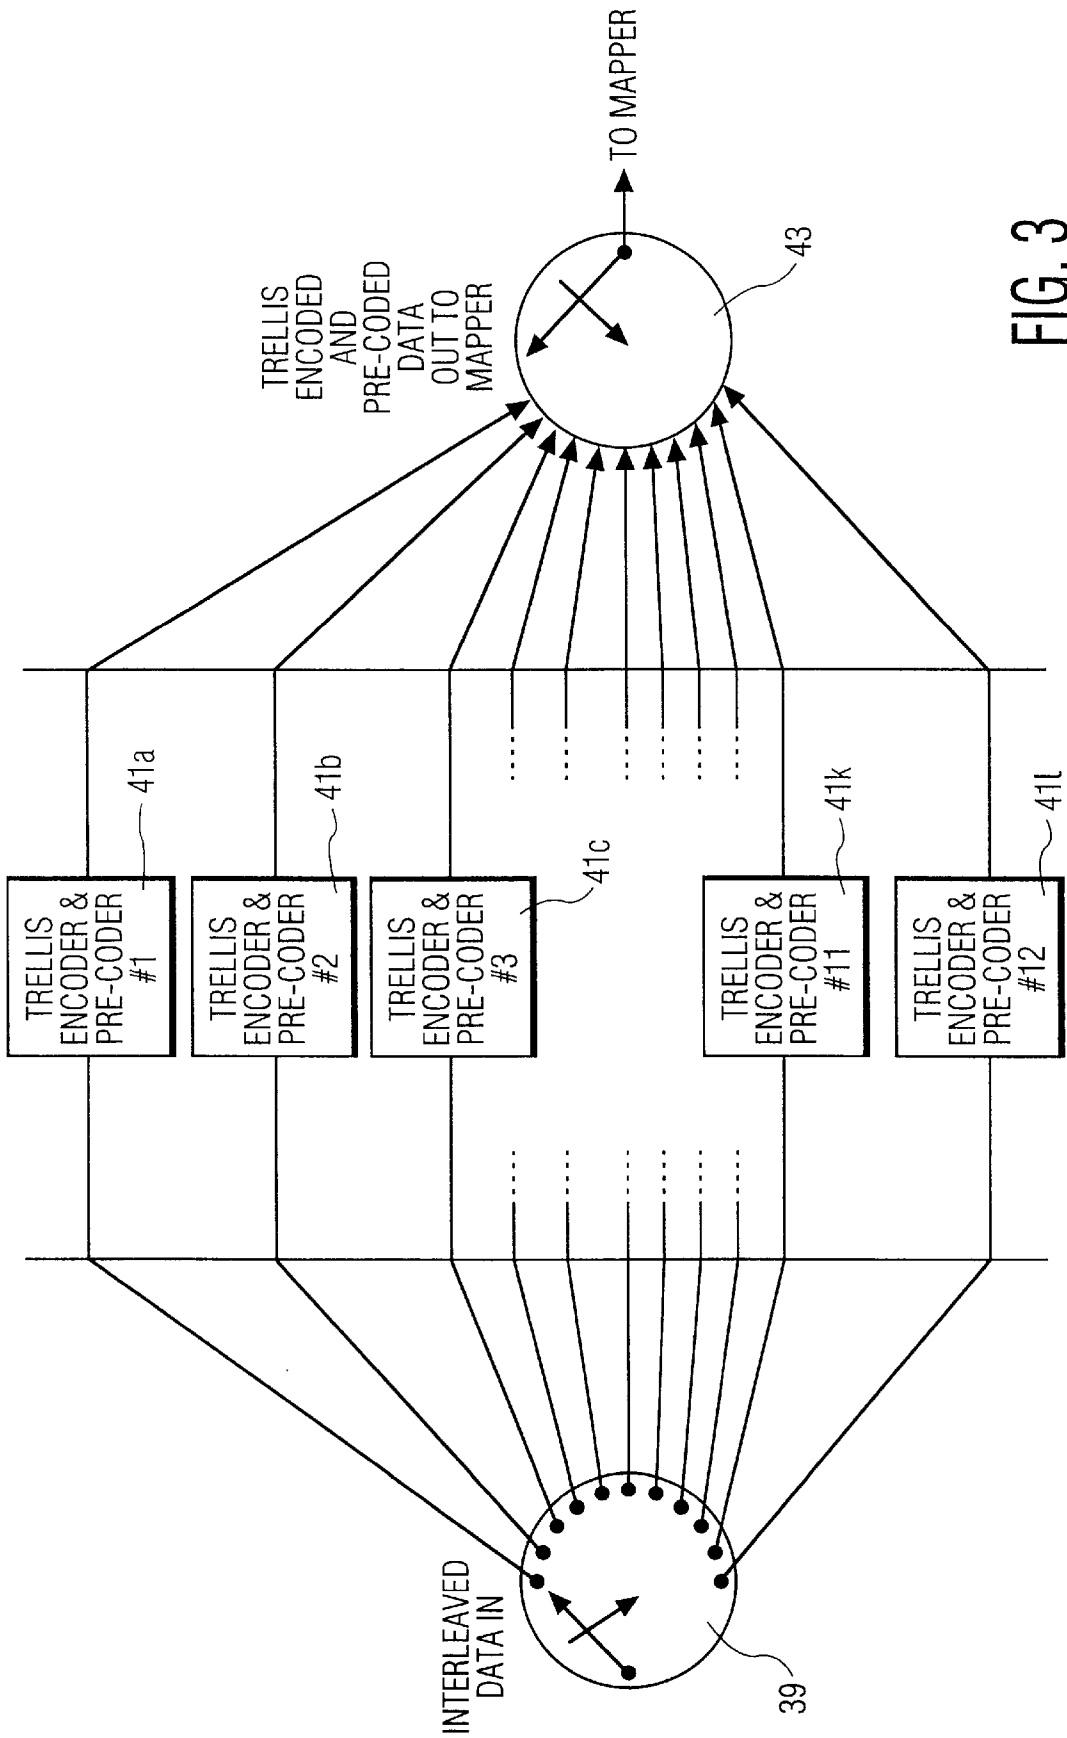 INTERLEAVED
DATA IN
39
TRELLIS
ENCODER &
PRE-CODER
#1
41a
TRELLIS
ENCODER &
PRE-CODER
#2
41b
TRELLIS
ENCODER &
PRE-CODER
#3
41c
TRELLIS
ENCODER &
PRE-CODER
#11
41k
TRELLIS
ENCODER &
PRE-CODER
#12
41l
TRELLIS
ENCODED
AND
PRE-CODED
DATA
OUT TO
MAPPER
43
TO MAPPER
FIG. 3